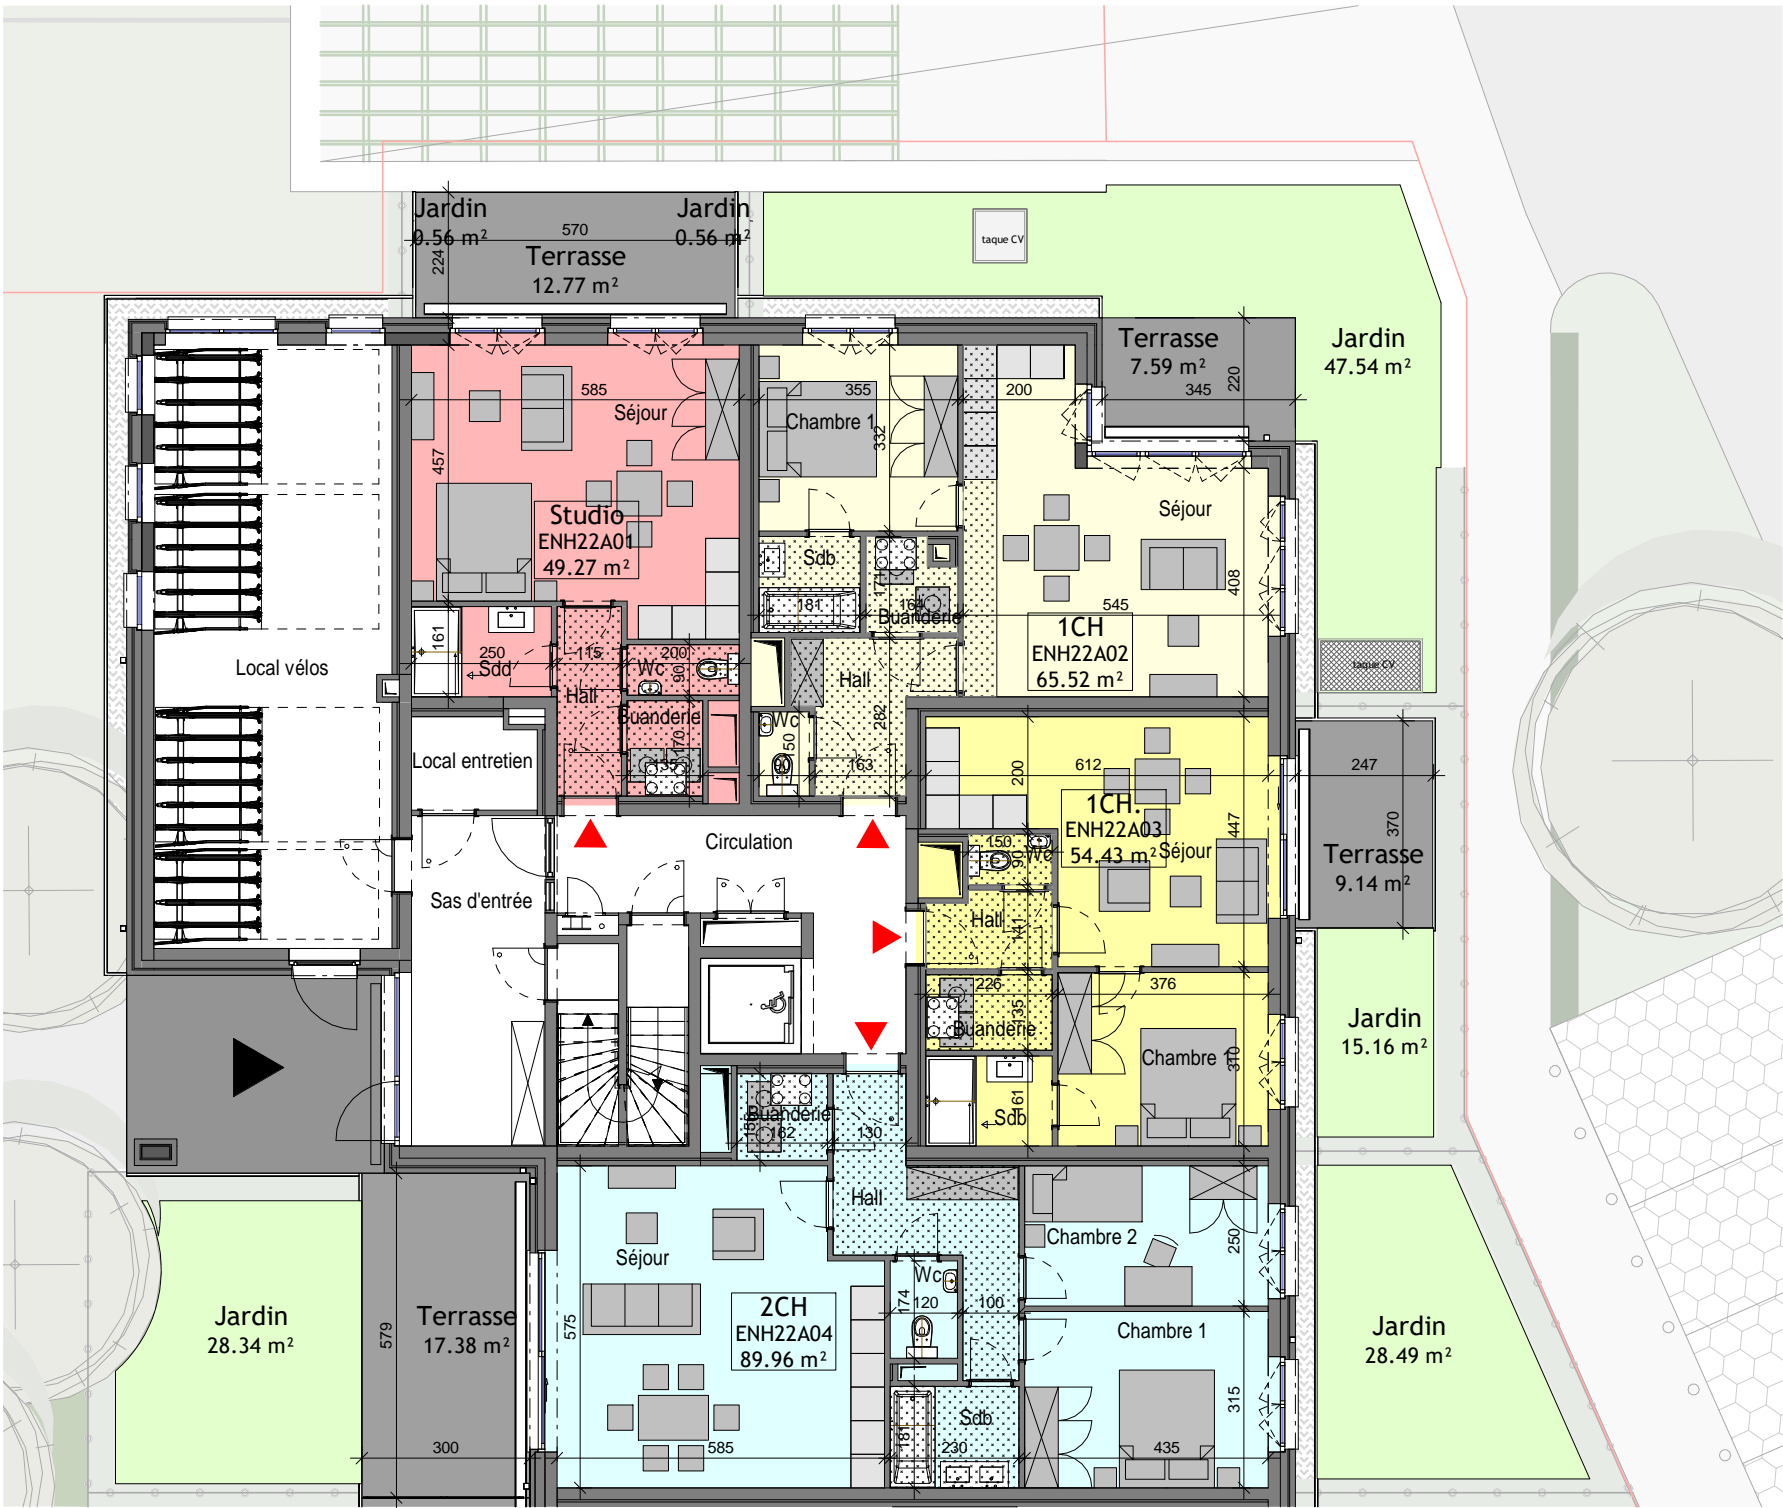 Jardin
0.56 m²
570
Jardin
0.56 m²
224
Terrasse
12.77 m²
taque CV
Terrasse
7.59 m²
220
Jardin
47.54 m²
585
Séjour
457
355
Chambre 1
332
200
345
Studio
ENH22A01
49.27 m²
Séjour
408
Sdb
171
181
164
Buanderie
545
1CH
ENH22A02
65.52 m²
taque CV
Local vélos
161
250
Sdd
115
200
Wc
90
Hall
Hall
282
Buanderie
170
135
Wc
150
90
163
Local entretien
200
612
247
1CH.
ENH22A03
54.43 m²
447
370
Circulation
150
90
Wc
Séjour
Terrasse
9.14 m²
Sas d'entrée
Hall
141
226
376
135
Buanderie
Jardin
15.16 m²
Chambre 1
310
161
Sdb
Buanderie
162
130
Hall
Chambre 2
250
Séjour
Wc
174
120
100
Jardin
28.34 m²
579
Terrasse
17.38 m²
575
2CH
ENH22A04
89.96 m²
Chambre 1
Jardin
28.49 m²
315
Sdb
181
300
585
230
435